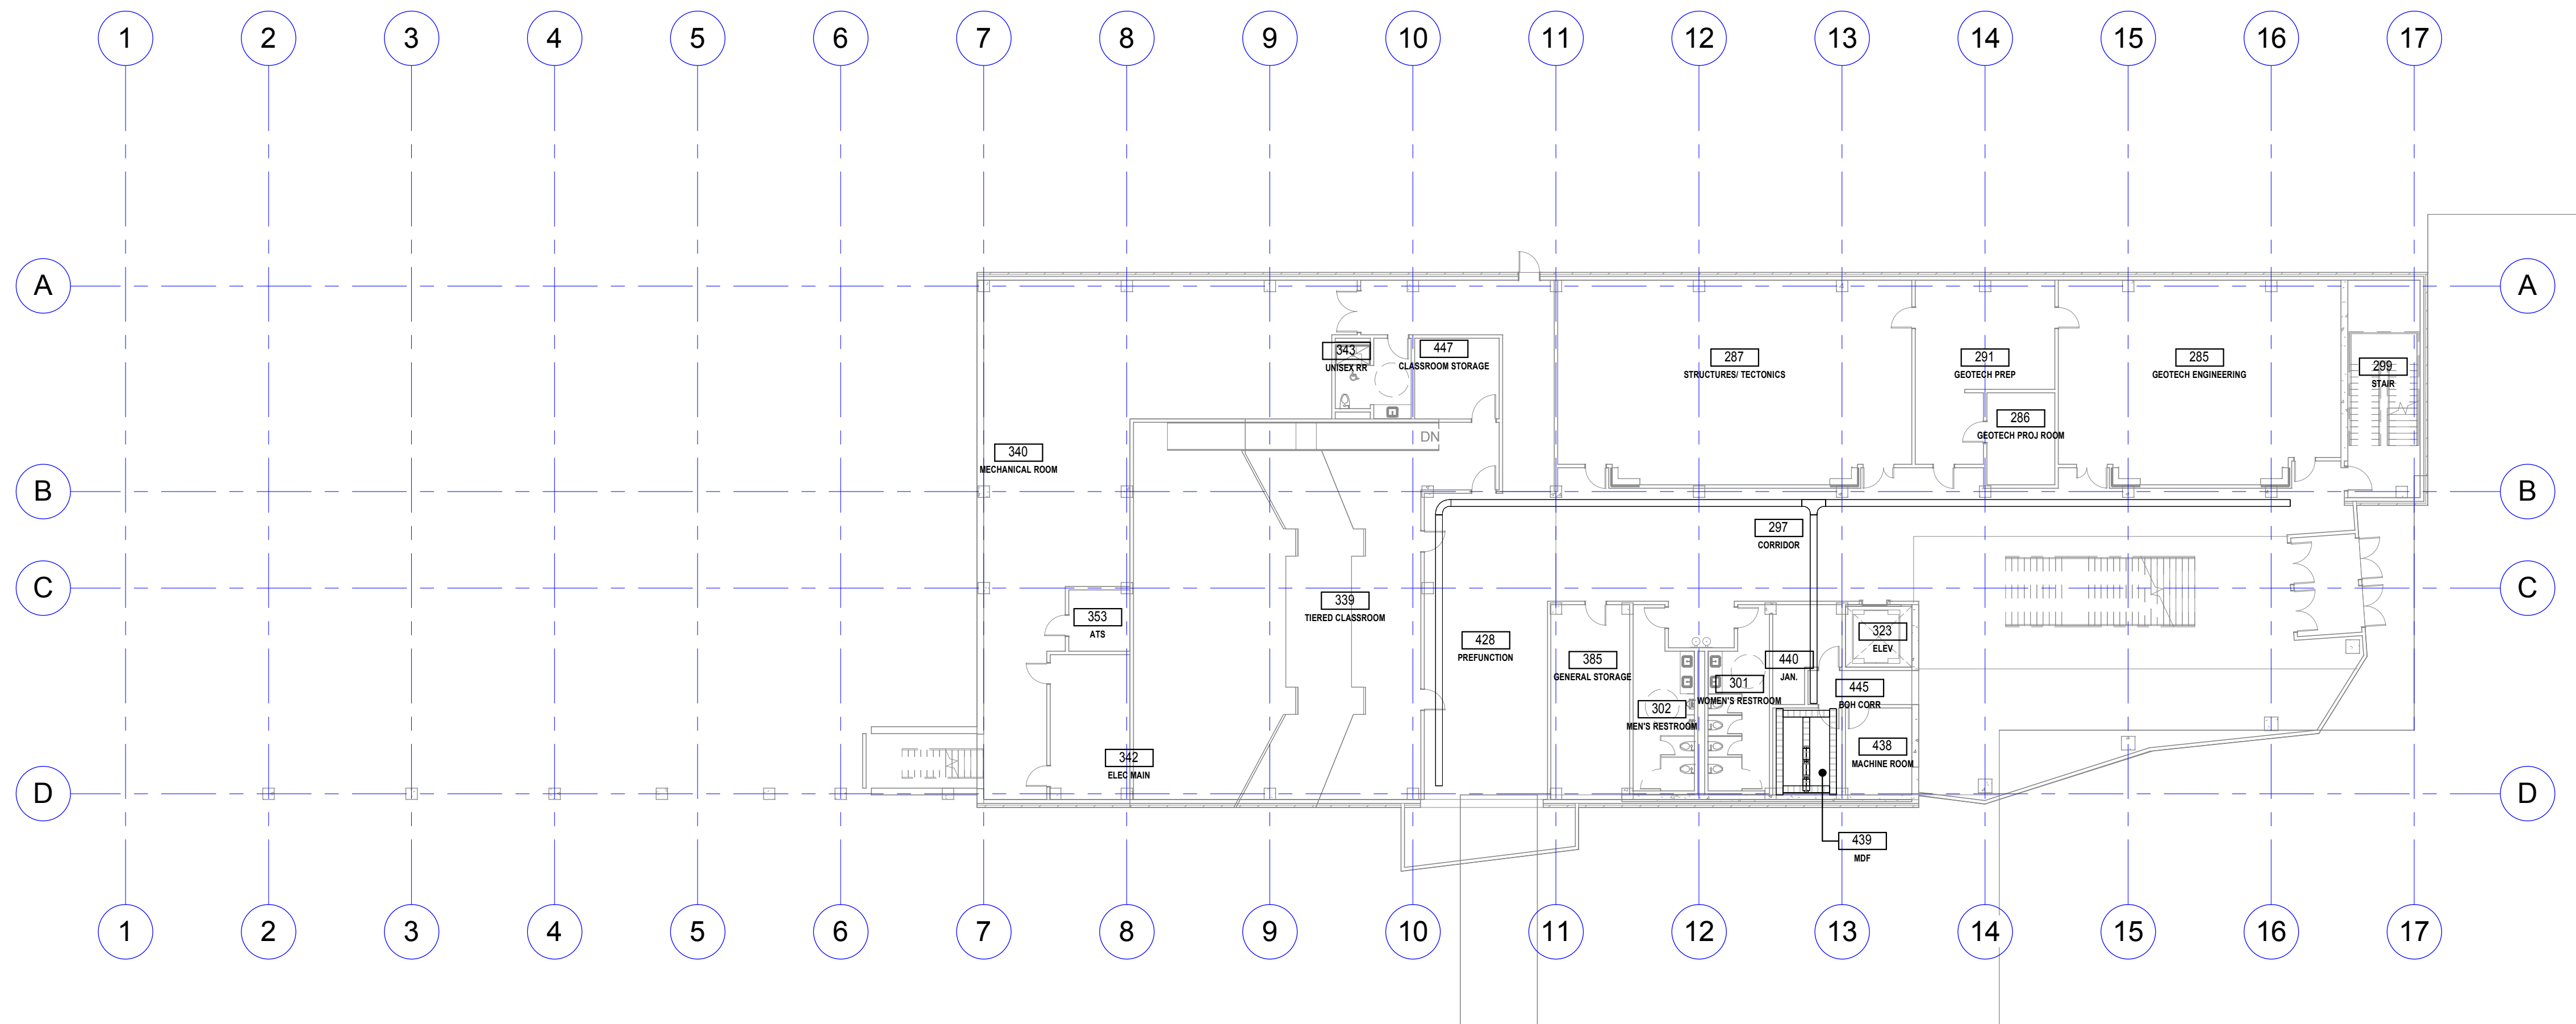 1 2 3 4 5 6 7 8 9 10 11 12 13 14 15 16 17
A A
343
UNISEX RR
447
CLASSROOM STORAGE
287
STRUCTURES/ TECTONICS
291
GEOTECH PREP
285
GEOTECH ENGINEERING
299
STAIR
286
GEOTECH PROJ ROOM
DN
340
MECHANICAL ROOM
B B
297
CORRIDOR
C C
353
ATS
339
TIERED CLASSROOM
428
PREFUNCTION
385
GENERAL STORAGE
323
ELEV
440
JAN.
301
WOMEN'S RESTROOM
445
BOH CORR
302
MEN'S RESTROOM
438
MACHINE ROOM
342
ELEC MAIN
D D
439
MDF
1 2 3 4 5 6 7 8 9 10 11 12 13 14 15 16 17